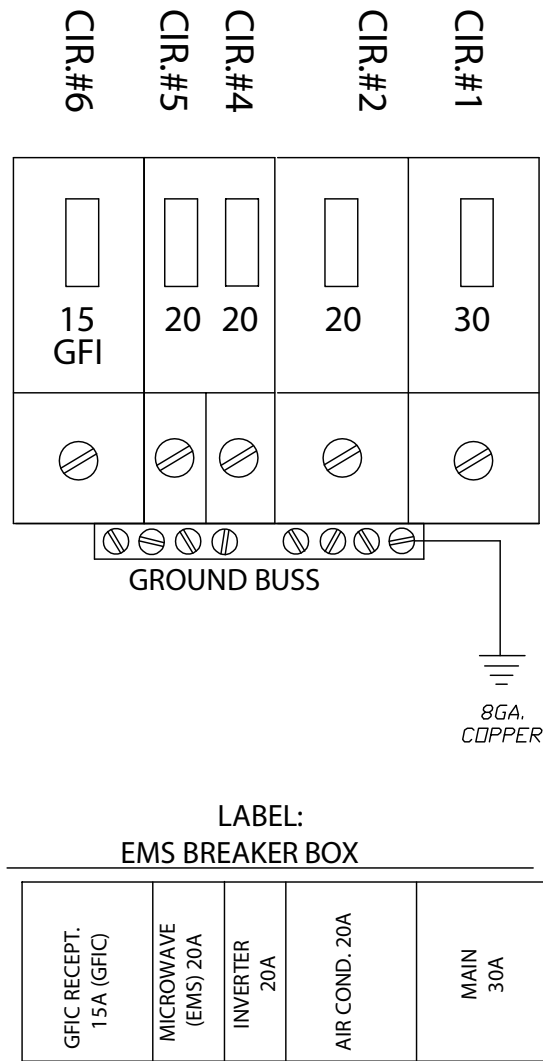 CIR.#6
CIR.#5
CIR.#4
CIR.#2
CIR.#1
15
GFI
20
20
20
30
GROUND BUSS
8GA.
COPPER
LABEL:
EMS BREAKER BOX
GFIC RECEPT.
15A (GFIC)
MICROWAVE
(EMS) 20A
INVERTER
20A
AIR COND. 20A
MAIN
30A